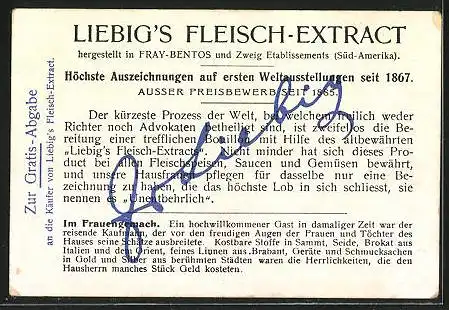 LIEBIG'S FLEISCH-EXTRACT
hergestellt in FRAY-BENTOS und Zweig Etablissements (Süd-Amerika).
Höchste Auszeichnungen auf ersten Weltausstellungen seit 1867.
AUSSER PREISBEWERB SEIT 1885.
Der kürzeste Prozess der Welt, bei welchem freilich weder
Richter noch Advokaten betheiligt sind, ist zweifellos die Be-
reitung einer trefflichen Bouillon mit Hilfe des altbewährten
„Liebig's Fleisch-Extracts". Nicht minder hat sich dieses Pro-
duct bei allen Fleischspeisen, Saucen und Gemüsen bewährt,
und unsere Hausfrauen pflegen für dasselbe nur eine Be-
zeichnung zu haben, die das höchste Lob in sich schliesst, sie
nennen es „Unentbehrlich".
Im Frauengemach. Ein hochwillkommener Gast in damaliger Zeit war der
reisende Kaufmann, der vor den freudigen Augen der Frauen und Töchter des
Hauses seine Schätze ausbreitete. Kostbare Stoffe in Sammt, Seide, Brokat aus
Italien und dem Orient, feines Linnen aus Brabant, Geräte und Schmucksachen
in Gold und Silber aus berühmten Städten waren die Herrlichkeiten, die den
Hausherrn manches Stück Geld kosteten.
Zur Gratis-Abgabe
an die Käufer von Liebig's Fleisch-Extract.
J v Liebig